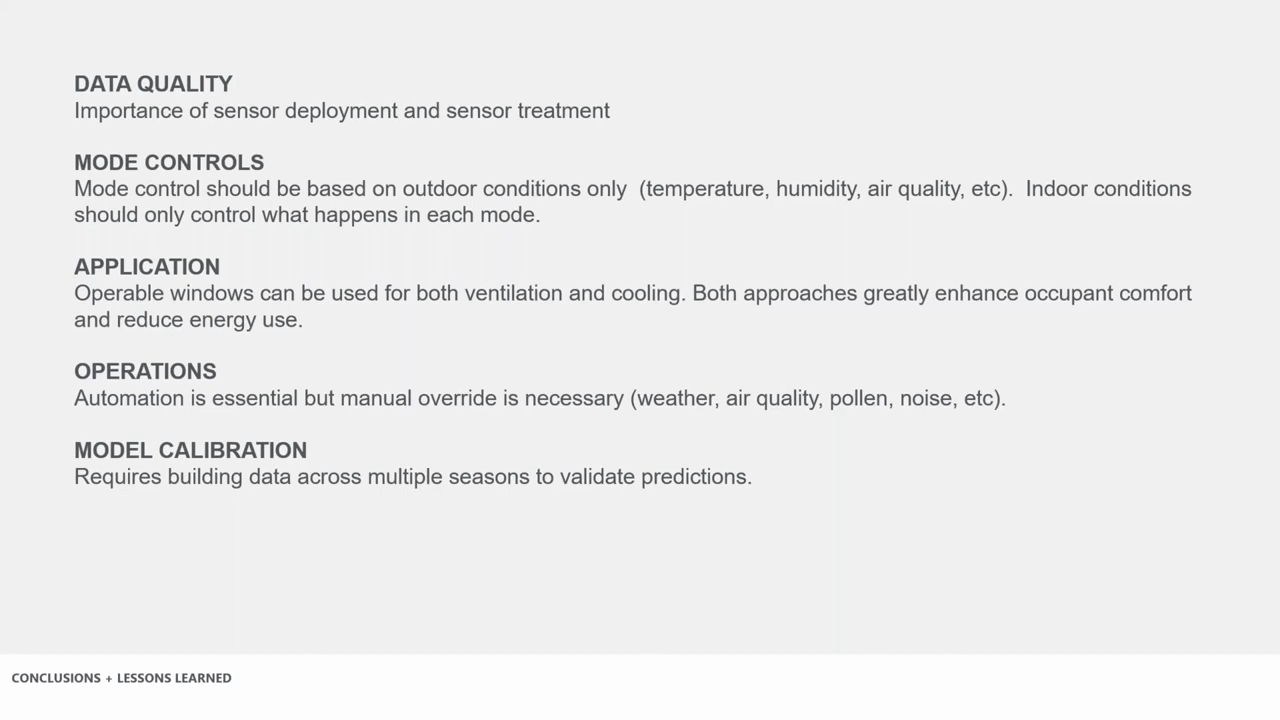 DATA QUALITY
Importance of sensor deployment and sensor treatment
MODE CONTROLS
Mode control should be based on outdoor conditions only  (temperature, humidity, air quality, etc).  Indoor conditions
should only control what happens in each mode.
APPLICATION
Operable windows can be used for both ventilation and cooling. Both approaches greatly enhance occupant comfort
and reduce energy use.
OPERATIONS
Automation is essential but manual override is necessary (weather, air quality, pollen, noise, etc).
MODEL CALIBRATION
Requires building data across multiple seasons to validate predictions.
CONCLUSIONS + LESSONS LEARNED